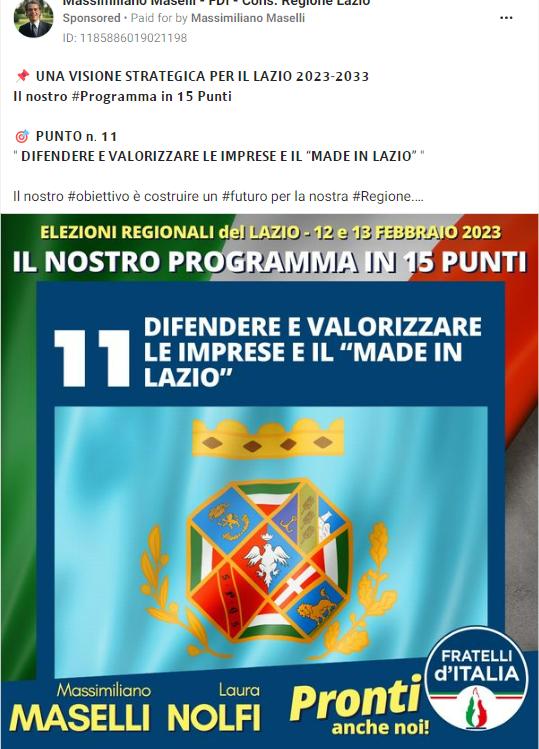 Massimiliano Maselli - FDI - Cons. Regione Lazio
Sponsored • Paid for by Massimiliano Maselli
ID: 1185886019021198
📌 UNA VISIONE STRATEGICA PER IL LAZIO 2023-2033
Il nostro #Programma in 15 Punti
🎯 PUNTO n. 11
" DIFENDERE E VALORIZZARE LE IMPRESE E IL “MADE IN LAZIO” "
Il nostro #obiettivo è costruire un #futuro per la nostra #Regione....
ELEZIONI REGIONALI del LAZIO - 12 e 13 FEBBRAIO 2023
IL NOSTRO PROGRAMMA IN 15 PUNTI
11
DIFENDERE E VALORIZZARE
LE IMPRESE E IL “MADE IN
LAZIO”
SPQR
Massimiliano
MASELLI
Laura
NOLFI
Pronti
anche noi!
FRATELLI
d'ITALIA